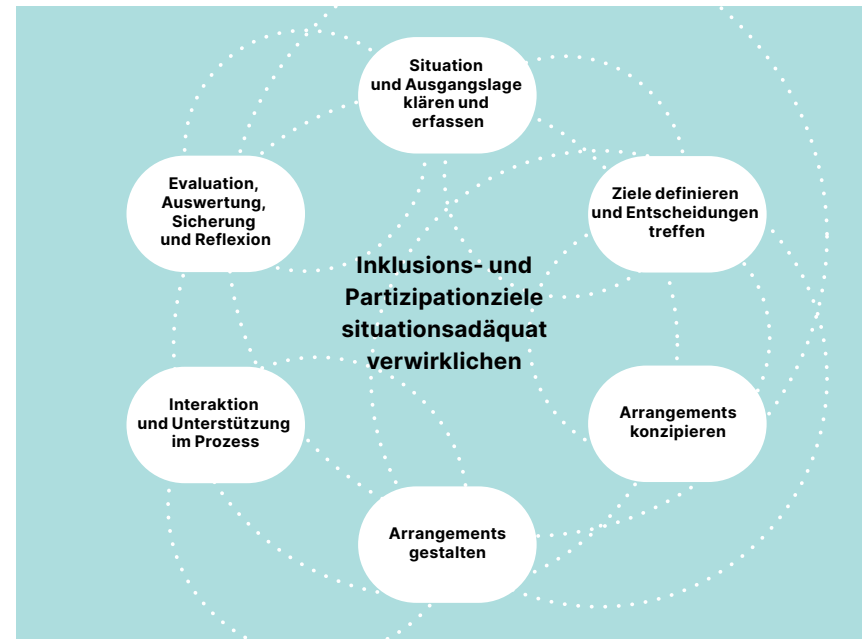 Situation
und Ausgangslage
klären und
erfassen
Ziele definieren
und Entscheidungen
treffen
Arrangements
konzipieren
Arrangements
gestalten
Interaktion
und Unterstützung
im Prozess
Evaluation,
Auswertung,
Sicherung
und Reflexion
Inklusions- und
Partizipationziele
situationsadäquat
verwirklichen